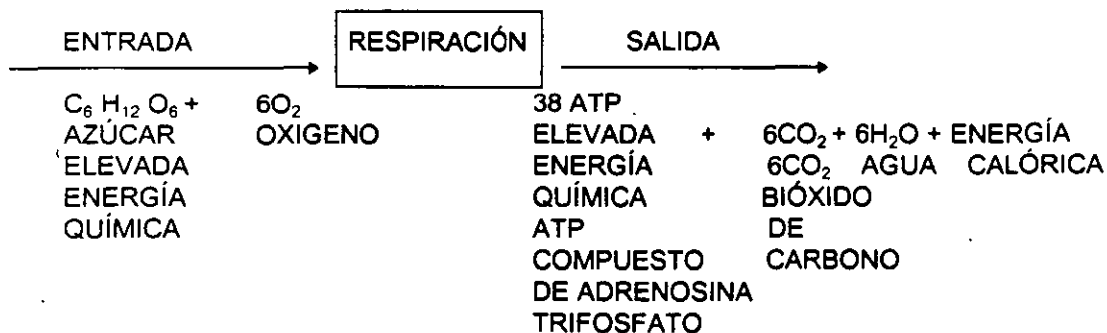 ENTRADA RESPIRACIÓN SALIDA
C₆ H₁₂ O₆ + 6O₂ 38 ATP
AZÚCAR OXIGENO ELEVADA + 6CO₂ + 6H₂O + ENERGÍA
ELEVADA ENERGÍA 6CO₂ AGUA CALÓRICA
ENERGÍA QUÍMICA BIÓXIDO
QUÍMICA ATP DE
COMPUESTO CARBONO
DE ADRENOSINA
TRIFOSFATO